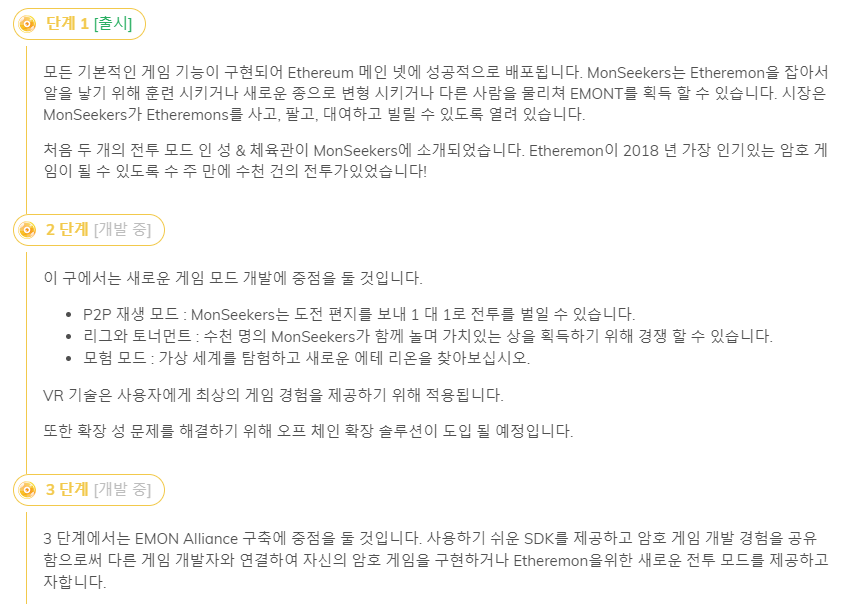 단계 1 [출시]
모든 기본적인 게임 기능이 구현되어 Ethereum 메인 넷에 성공적으로 배포됩니다. MonSeekers는 Etheremon을 잡아서
알을 낳기 위해 훈련 시키거나 새로운 종으로 변형 시키거나 다른 사람을 물리쳐 EMONT를 획득 할 수 있습니다. 시장은
MonSeekers가 Etheremons를 사고, 팔고, 대여하고 빌릴 수 있도록 열려 있습니다.
처음 두 개의 전투 모드 인 성 & 체육관이 MonSeekers에 소개되었습니다. Etheremon이 2018 년 가장 인기있는 암호 게
임이 될 수 있도록 수 주 만에 수천 건의 전투가있었습니다!
2 단계 [개발 중]
이 구에서는 새로운 게임 모드 개발에 중점을 둘 것입니다.
• P2P 재생 모드 : MonSeekers는 도전 편지를 보내 1 대 1로 전투를 벌일 수 있습니다.
• 리그와 토너먼트 : 수천 명의 MonSeekers가 함께 놀며 가치있는 상을 획득하기 위해 경쟁 할 수 있습니다.
• 모험 모드 : 가상 세계를 탐험하고 새로운 에테 리온을 찾아보십시오.
VR 기술은 사용자에게 최상의 게임 경험을 제공하기 위해 적용됩니다.
또한 확장 성 문제를 해결하기 위해 오프 체인 확장 솔루션이 도입 될 예정입니다.
3 단계 [개발 중]
3 단계에서는 EMON Alliance 구축에 중점을 둘 것입니다. 사용하기 쉬운 SDK를 제공하고 암호 게임 개발 경험을 공유
함으로써 다른 게임 개발자와 연결하여 자신의 암호 게임을 구현하거나 Etheremon을위한 새로운 전투 모드를 제공하고
자합니다.